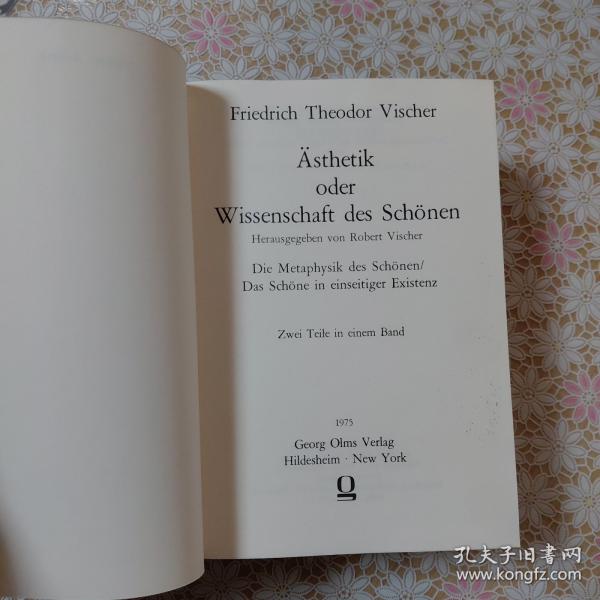 Friedrich Theodor Vischer
Ästhetik
oder
Wissenschaft des Schönen
Herausgegeben von Robert Vischer
Die Metaphysik des Schönen/
Das Schöne in einseitiger Existenz
Zwei Teile in einem Band
1975
Georg Olms Verlag
Hildesheim · New York
孔夫子旧书网
www.kongfz.com